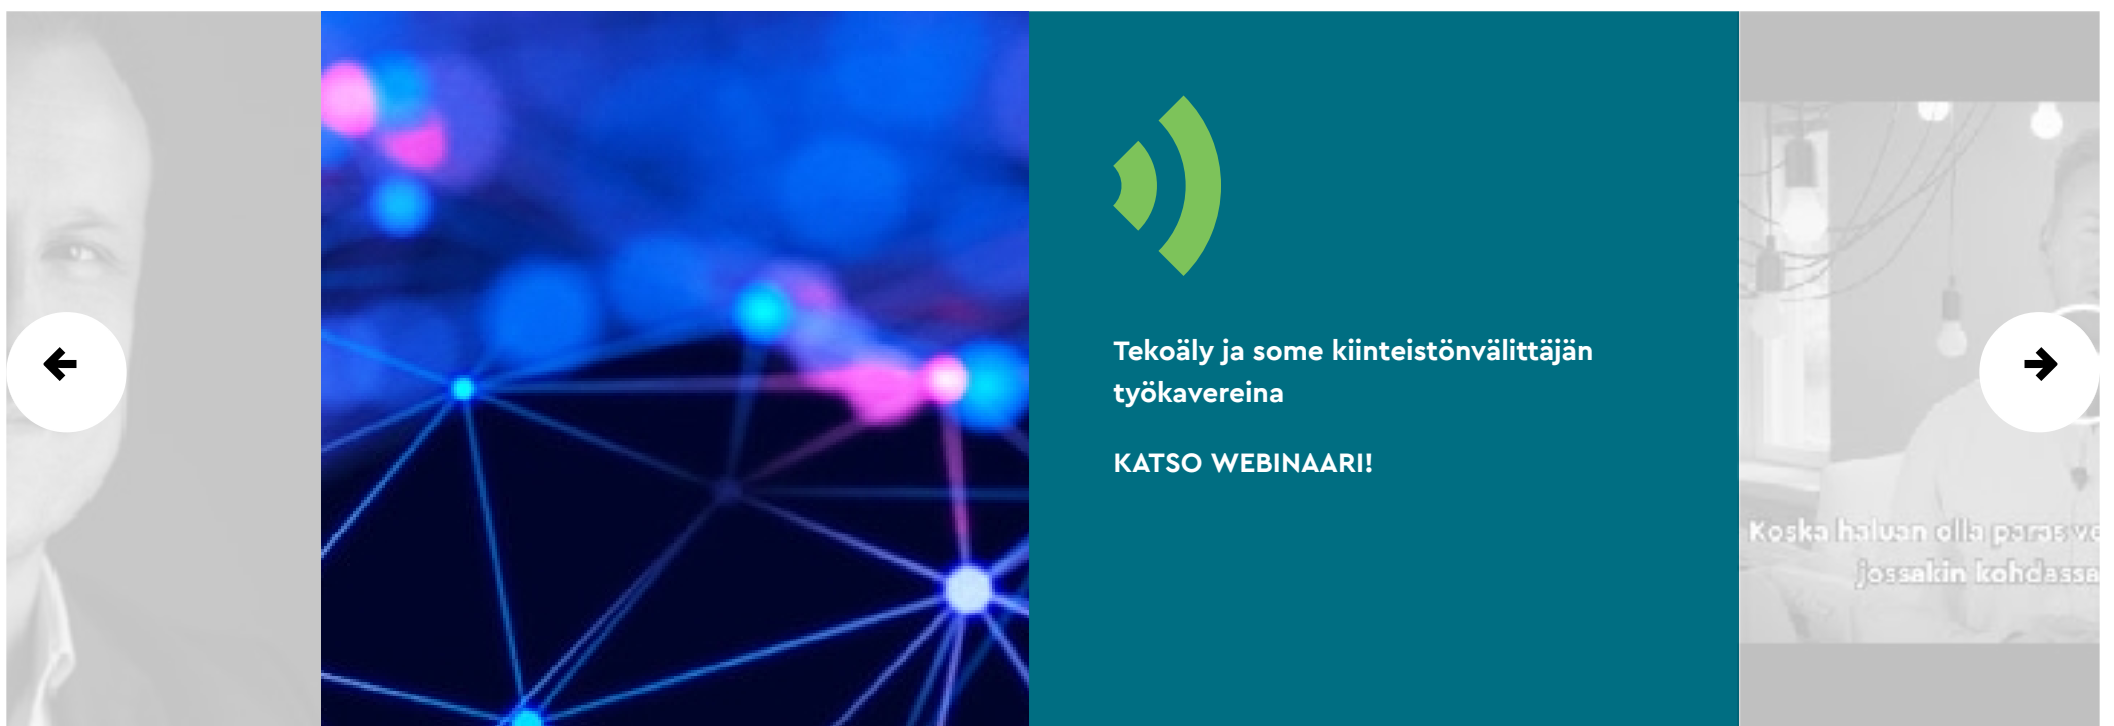 Tekoäly ja some kiinteistönvälittäjän
työkavereina
KATSO WEBINAARI!
Koska haluan olla paras
jossakin kohdassa